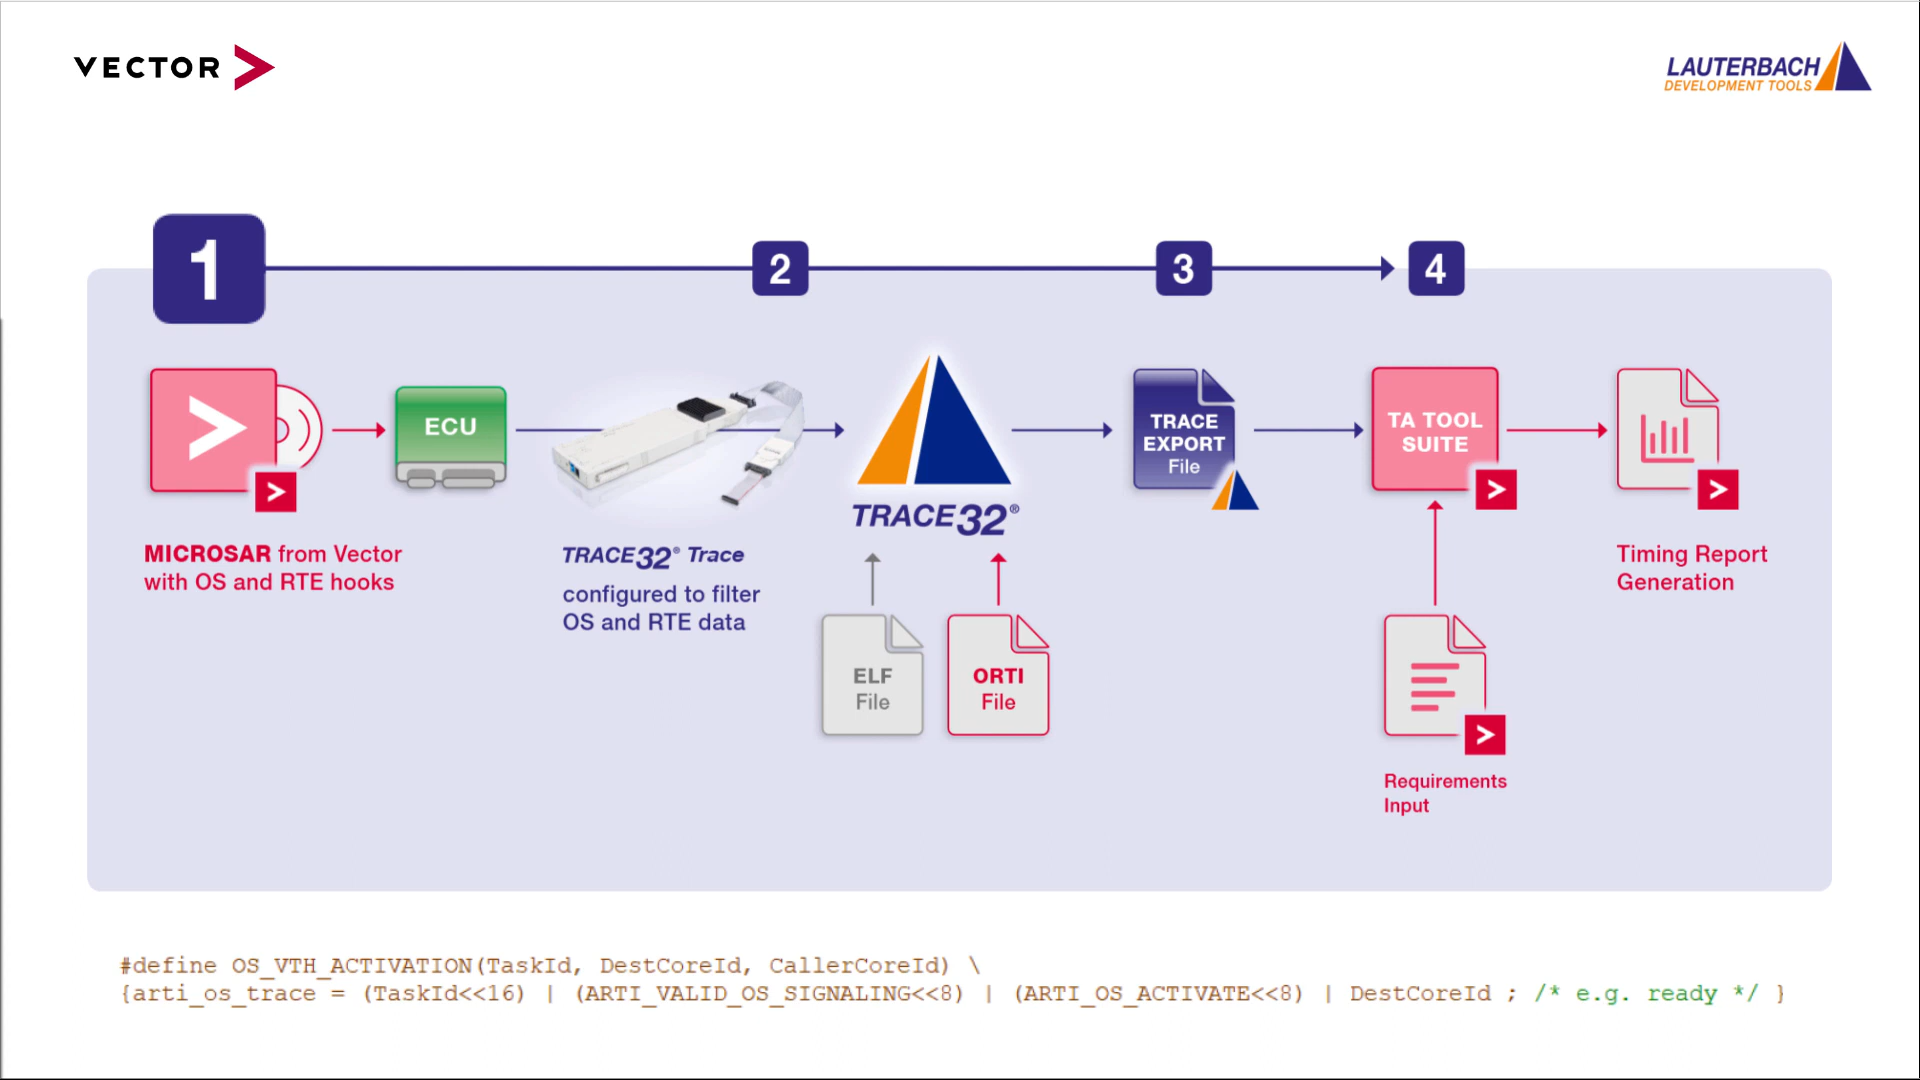 VECTOR
LAUTERBACH
DEVELOPMENT TOOLS
1
2
3
4
ECU
TRACE32®
TRACE
EXPORT
File
TA TOOL
SUITE
MICROSAR from Vector
with OS and RTE hooks
TRACE32® Trace
configured to filter
OS and RTE data
ELF
File
ORTI
File
Timing Report
Generation
Requirements
Input
#define OS_VTH_ACTIVATION(TaskId, DestCoreId, CallerCoreId) \
{arti_os_trace = (TaskId<<16) | (ARTI_VALID_OS_SIGNALING<<8) | (ARTI_OS_ACTIVATE<<8) | DestCoreId ; /* e.g. ready */ }